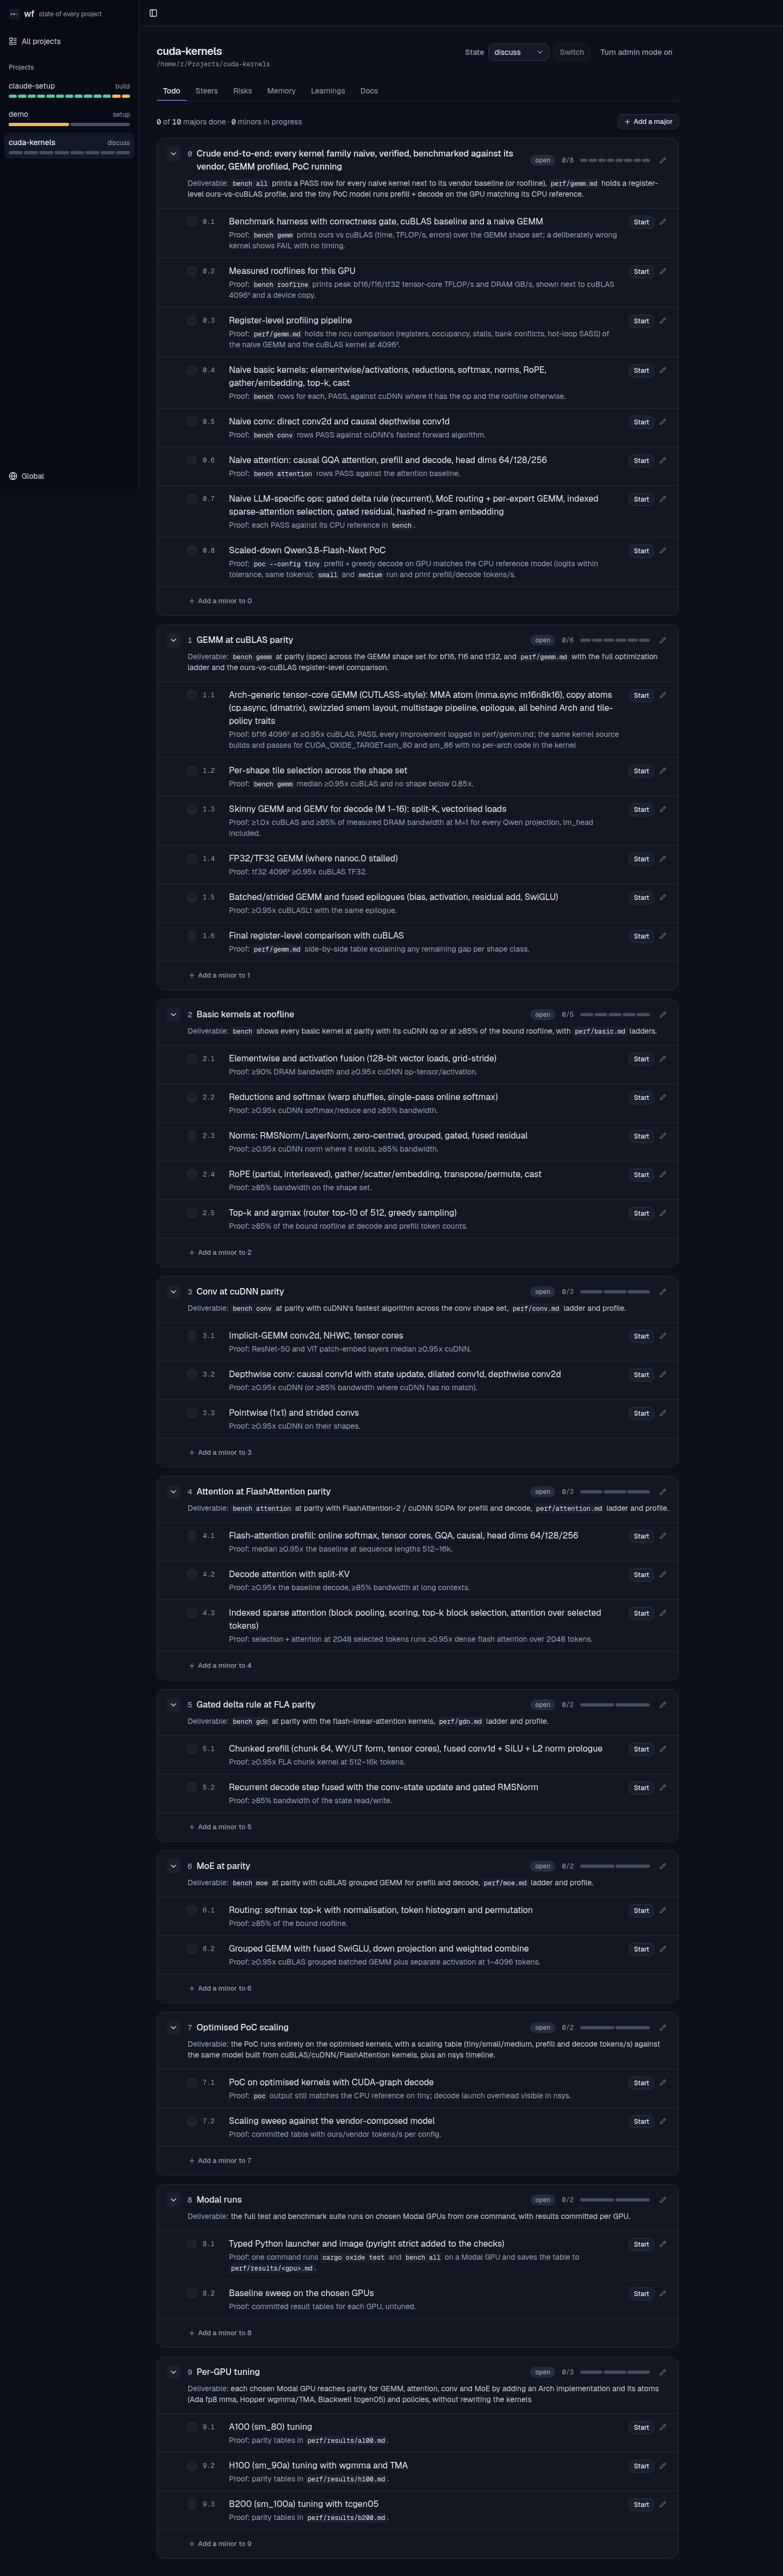 wf state of every project
All projects
Projects
claude-setup build
demo setup
cuda-kernels discuss
Global
cuda-kernels
/home/r/Projects/cuda-kernels
State discuss Switch Turn admin mode on
Todo Steers Risks Memory Learnings Docs
0 of 10 majors done · 0 minors in progress
+ Add a major
0 Crude end-to-end: every kernel family naive, verified, benchmarked against its
vendor, GEMM profiled, PoC running
open 0/8
Deliverable: bench all prints a PASS row for every naive kernel next to its vendor baseline (or roofline), perf/gemm.md holds a register-
level ours-vs-cuBLAS profile, and the tiny PoC model runs prefill + decode on the GPU matching its CPU reference.
0.1 Benchmark harness with correctness gate, cuBLAS baseline and a naive GEMM Start
Proof: bench gemm prints ours vs cuBLAS (time, TFLOP/s, errors) over the GEMM shape set; a deliberately wrong
kernel shows FAIL with no timing.
0.2 Measured rooflines for this GPU Start
Proof: bench roofline prints peak bf16/f16/tf32 tensor-core TFLOP/s and DRAM GB/s, shown next to cuBLAS
4096³ and a device copy.
0.3 Register-level profiling pipeline Start
Proof: perf/gemm.md holds the ncu comparison (registers, occupancy, stalls, bank conflicts, hot-loop SASS) of
the naive GEMM and the cuBLAS kernel at 4096³.
0.4 Naive basic kernels: elementwise/activations, reductions, softmax, norms, RoPE, Start
gather/embedding, top-k, cast
Proof: bench rows for each, PASS, against cuDNN where it has the op and the roofline otherwise.
0.5 Naive conv: direct conv2d and causal depthwise conv1d Start
Proof: bench conv rows PASS against cuDNN's fastest forward algorithm.
0.6 Naive attention: causal GQA attention, prefill and decode, head dims 64/128/256 Start
Proof: bench attention rows PASS against the attention baseline.
0.7 Naive LLM-specific ops: gated delta rule (recurrent), MoE routing + per-expert GEMM, indexed Start
sparse-attention selection, gated residual, hashed n-gram embedding
Proof: each PASS against its CPU reference in bench.
0.8 Scaled-down Qwen3.8-Flash-Next PoC Start
Proof: poc --config tiny prefill + greedy decode on GPU matches the CPU reference model (logits within
tolerance, same tokens); small and medium run and print prefill/decode tokens/s.
+ Add a minor to 0
1 GEMM at cuBLAS parity open 0/6
Deliverable: bench gemm at parity (spec) across the GEMM shape set for bf16, f16 and tf32, and perf/gemm.md with the full optimization
ladder and the ours-vs-cuBLAS register-level comparison.
1.1 Arch-generic tensor-core GEMM (CUTLASS-style): MMA atom (mma.sync m16n8k16), copy atoms Start
(cp.async, ldmatrix), swizzled smem layout, multistage pipeline, epilogue, all behind Arch and tile-
policy traits
Proof: bf16 4096³ at ≥0.95x cuBLAS, PASS, every improvement logged in perf/gemm.md; the same kernel source
builds and passes for CUDA_OXIDE_TARGET=sm_80 and sm_86 with no per-arch code in the kernel
1.2 Per-shape tile selection across the shape set Start
Proof: bench gemm median ≥0.95x cuBLAS and no shape below 0.85x.
1.3 Skinny GEMM and GEMV for decode (M 1–16): split-K, vectorised loads Start
Proof: ≥1.0x cuBLAS and ≥85% of measured DRAM bandwidth at M=1 for every Qwen projection, lm_head
included.
1.4 FP32/TF32 GEMM (where nanoc.0 stalled) Start
Proof: tf32 4096³ ≥0.95x cuBLAS TF32.
1.5 Batched/strided GEMM and fused epilogues (bias, activation, residual add, SwiGLU) Start
Proof: ≥0.95x cuBLASLt with the same epilogue.
1.6 Final register-level comparison with cuBLAS Start
Proof: perf/gemm.md side-by-side table explaining any remaining gap per shape class.
+ Add a minor to 1
2 Basic kernels at roofline open 0/5
Deliverable: bench shows every basic kernel at parity with its cuDNN op or at ≥85% of the bound roofline, with perf/basic.md ladders.
2.1 Elementwise and activation fusion (128-bit vector loads, grid-stride) Start
Proof: ≥90% DRAM bandwidth and ≥0.95x cuDNN op-tensor/activation.
2.2 Reductions and softmax (warp shuffles, single-pass online softmax) Start
Proof: ≥0.95x cuDNN softmax/reduce and ≥85% bandwidth.
2.3 Norms: RMSNorm/LayerNorm, zero-centred, grouped, gated, fused residual Start
Proof: ≥0.95x cuDNN norm where it exists, ≥85% bandwidth.
2.4 RoPE (partial, interleaved), gather/scatter/embedding, transpose/permute, cast Start
Proof: ≥85% bandwidth on the shape set.
2.5 Top-k and argmax (router top-10 of 512, greedy sampling) Start
Proof: ≥85% of the bound roofline at decode and prefill token counts.
+ Add a minor to 2
3 Conv at cuDNN parity open 0/3
Deliverable: bench conv at parity with cuDNN's fastest algorithm across the conv shape set, perf/conv.md ladder and profile.
3.1 Implicit-GEMM conv2d, NHWC, tensor cores Start
Proof: ResNet-50 and ViT patch-embed layers median ≥0.95x cuDNN.
3.2 Depthwise conv: causal conv1d with state update, dilated conv1d, depthwise conv2d Start
Proof: ≥0.95x cuDNN (or ≥85% bandwidth where cuDNN has no match).
3.3 Pointwise (1x1) and strided convs Start
Proof: ≥0.95x cuDNN on their shapes.
+ Add a minor to 3
4 Attention at FlashAttention parity open 0/3
Deliverable: bench attention at parity with FlashAttention-2 / cuDNN SDPA for prefill and decode, perf/attention.md ladder and profile.
4.1 Flash-attention prefill: online softmax, tensor cores, GQA, causal, head dims 64/128/256 Start
Proof: median ≥0.95x the baseline at sequence lengths 512–16k.
4.2 Decode attention with split-KV Start
Proof: ≥0.95x the baseline decode, ≥85% bandwidth at long contexts.
4.3 Indexed sparse attention (block pooling, scoring, top-k block selection, attention over selected Start
tokens)
Proof: selection + attention at 2048 selected tokens runs ≥0.95x dense flash attention over 2048 tokens.
+ Add a minor to 4
5 Gated delta rule at FLA parity open 0/2
Deliverable: bench gdn at parity with the flash-linear-attention kernels, perf/gdn.md ladder and profile.
5.1 Chunked prefill (chunk 64, WY/UT form, tensor cores), fused conv1d + SiLU + L2 norm prologue Start
Proof: ≥0.95x FLA chunk kernel at 512–16k tokens.
5.2 Recurrent decode step fused with the conv-state update and gated RMSNorm Start
Proof: ≥85% bandwidth of the state read/write.
+ Add a minor to 5
6 MoE at parity open 0/2
Deliverable: bench moe at parity with cuBLAS grouped GEMM for prefill and decode, perf/moe.md ladder and profile.
6.1 Routing: softmax top-k with normalisation, token histogram and permutation Start
Proof: ≥85% of the bound roofline.
6.2 Grouped GEMM with fused SwiGLU, down projection and weighted combine Start
Proof: ≥0.95x cuBLAS grouped batched GEMM plus separate activation at 1–4096 tokens.
+ Add a minor to 6
7 Optimised PoC scaling open 0/2
Deliverable: the PoC runs entirely on the optimised kernels, with a scaling table (tiny/small/medium, prefill and decode tokens/s) against
the same model built from cuBLAS/cuDNN/FlashAttention kernels, plus an nsys timeline.
7.1 PoC on optimised kernels with CUDA-graph decode Start
Proof: poc output still matches the CPU reference on tiny; decode launch overhead visible in nsys.
7.2 Scaling sweep against the vendor-composed model Start
Proof: committed table with ours/vendor tokens/s per config.
+ Add a minor to 7
8 Modal runs open 0/2
Deliverable: the full test and benchmark suite runs on chosen Modal GPUs from one command, with results committed per GPU.
8.1 Typed Python launcher and image (pyright strict added to the checks) Start
Proof: one command runs cargo oxide test and bench all on a Modal GPU and saves the table to
perf/results/<gpu>.md.
8.2 Baseline sweep on the chosen GPUs Start
Proof: committed result tables for each GPU, untuned.
+ Add a minor to 8
9 Per-GPU tuning open 0/3
Deliverable: each chosen Modal GPU reaches parity for GEMM, attention, conv and MoE by adding an Arch implementation and its atoms
(Ada fp8 mma, Hopper wgmma/TMA, Blackwell tcgen05) and policies, without rewriting the kernels
9.1 A100 (sm_80) tuning Start
Proof: parity tables in perf/results/a100.md.
9.2 H100 (sm_90a) tuning with wgmma and TMA Start
Proof: parity tables in perf/results/h100.md.
9.3 B200 (sm_100a) tuning with tcgen05 Start
Proof: parity tables in perf/results/b200.md.
+ Add a minor to 9